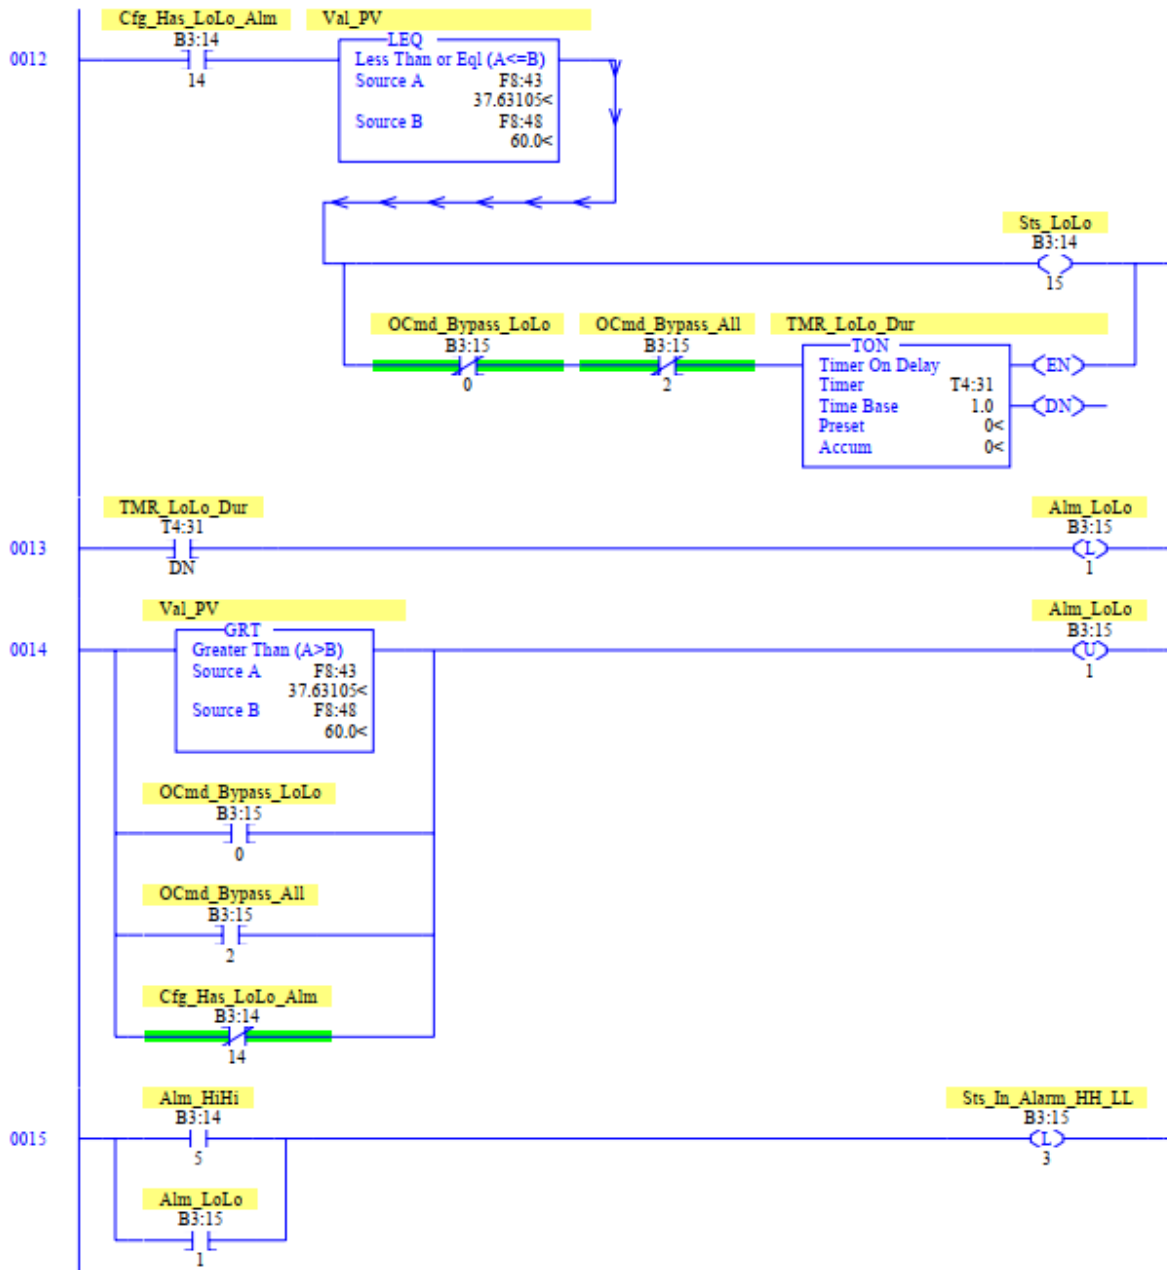 Cfg_Has_LoLo_Alm Val_PV
B3:14 LEQ
0012 Less Than or Eql (A<=B)
14 Source A F8:43
37.63105<
Source B F8:48
60.0<
Sts_LoLo
B3:14
15
OCmd_Bypass_LoLo OCmd_Bypass_All TMR_LoLo_Dur
B3:15 B3:15 TON
Timer On Delay EN
0 2 Timer T4:31
Time Base 1.0 DN
Preset 0<
Accum 0<
TMR_LoLo_Dur Alm_LoLo
T4:31 B3:15
0013 L
DN 1
Val_PV Alm_LoLo
GRT B3:15
0014 Greater Than (A>B) U
Source A F8:43 1
37.63105<
Source B F8:48
60.0<
OCmd_Bypass_LoLo
B3:15
0
OCmd_Bypass_All
B3:15
2
Cfg_Has_LoLo_Alm
B3:14
14
Alm_HiHi Sts_In_Alarm_HH_LL
B3:14 B3:15
0015 L
5 3
Alm_LoLo
B3:15
1